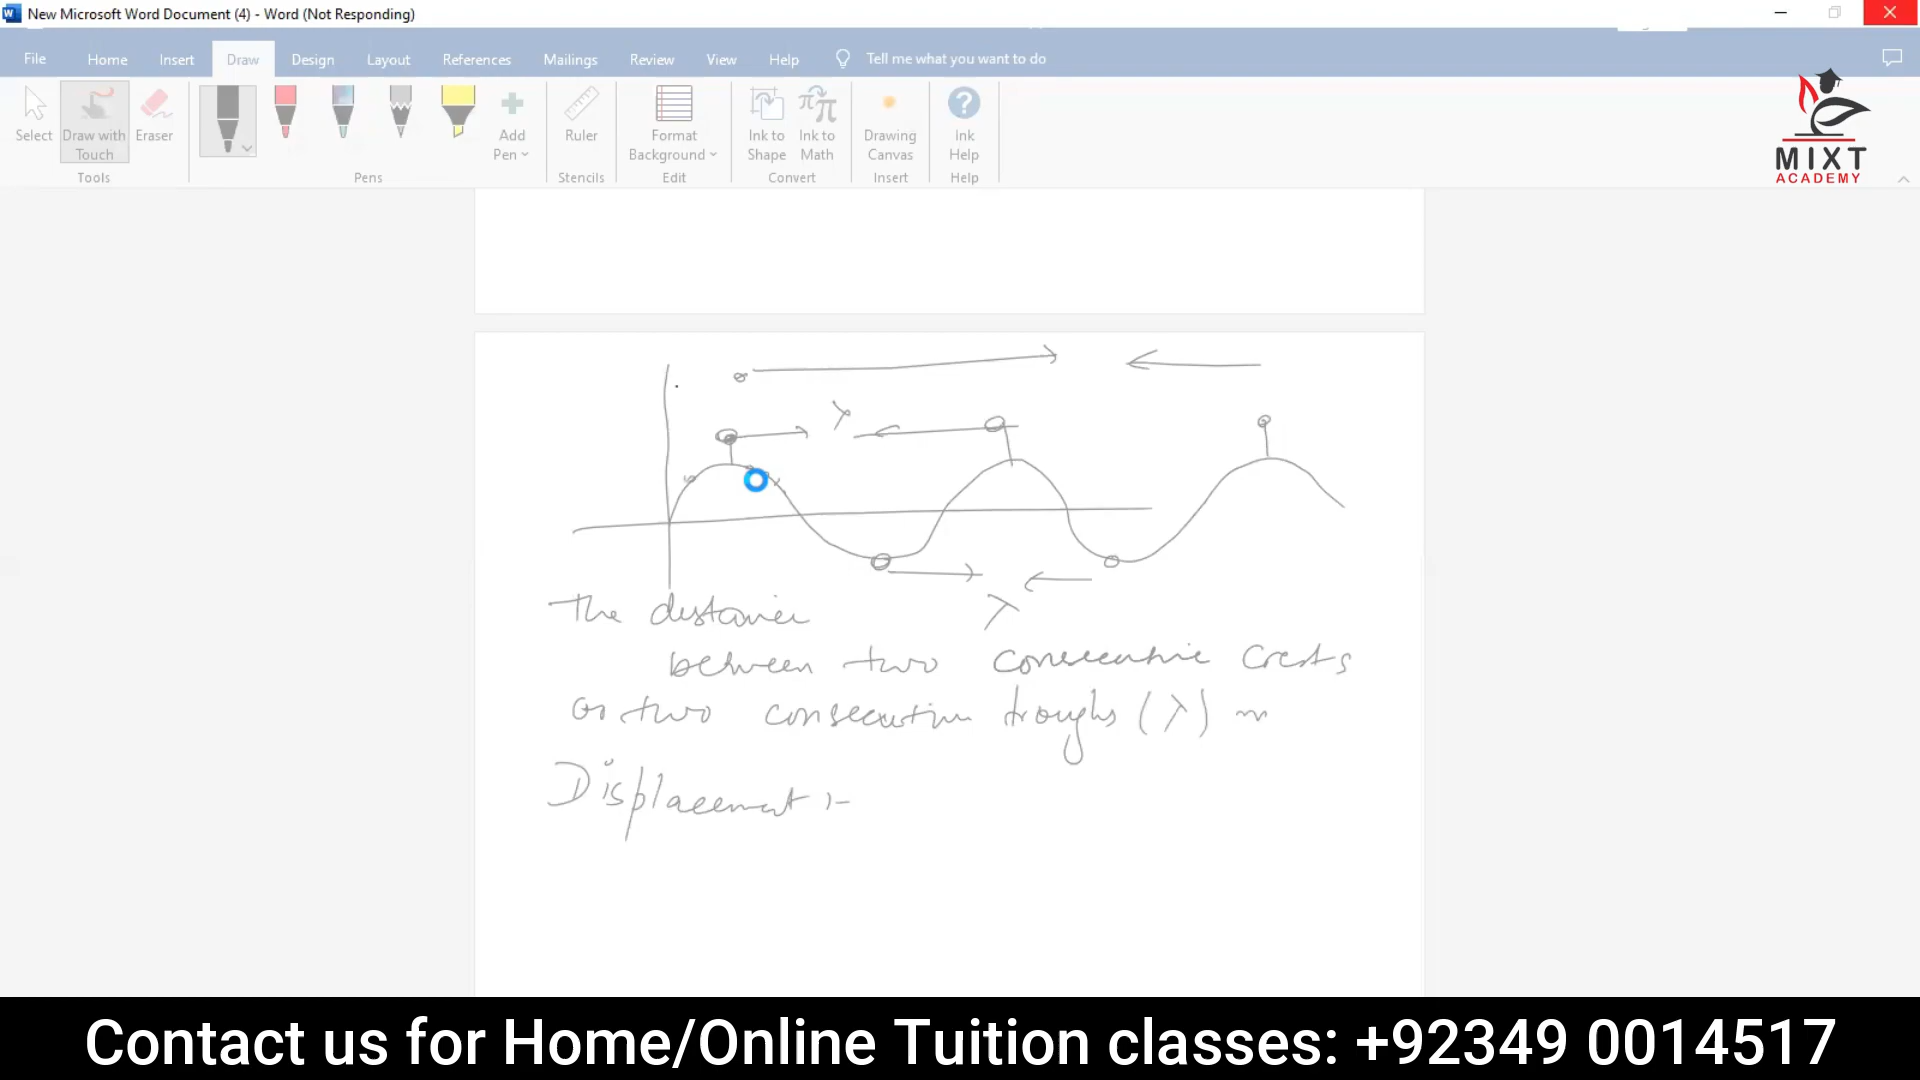 New Microsoft Word Document (4) - Word (Not Responding)
File Home Insert Draw Design Layout References Mailings Review View Help Tell me what you want to do
Select Draw with Touch Eraser Add Pen Ruler Format Background Ink to Shape Ink to Math Drawing Canvas Ink Help
Tools Pens Stencils Edit Convert Insert Help
MIXT
ACADEMY
λ
The distance
λ
between two consecutive crests
or two consecutive troughs (λ) m
Displacement :-
Contact us for Home/Online Tuition classes: +92349 0014517